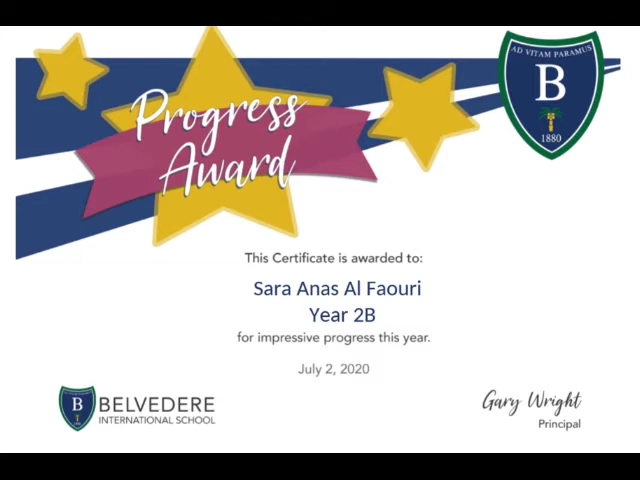 Progress
Award
AD VITAM PARAMUS
B
1880
This Certificate is awarded to:
Sara Anas Al Faouri
Year 2B
for impressive progress this year.
July 2, 2020
B
BELVEDERE
INTERNATIONAL SCHOOL
Gary Wright
Principal